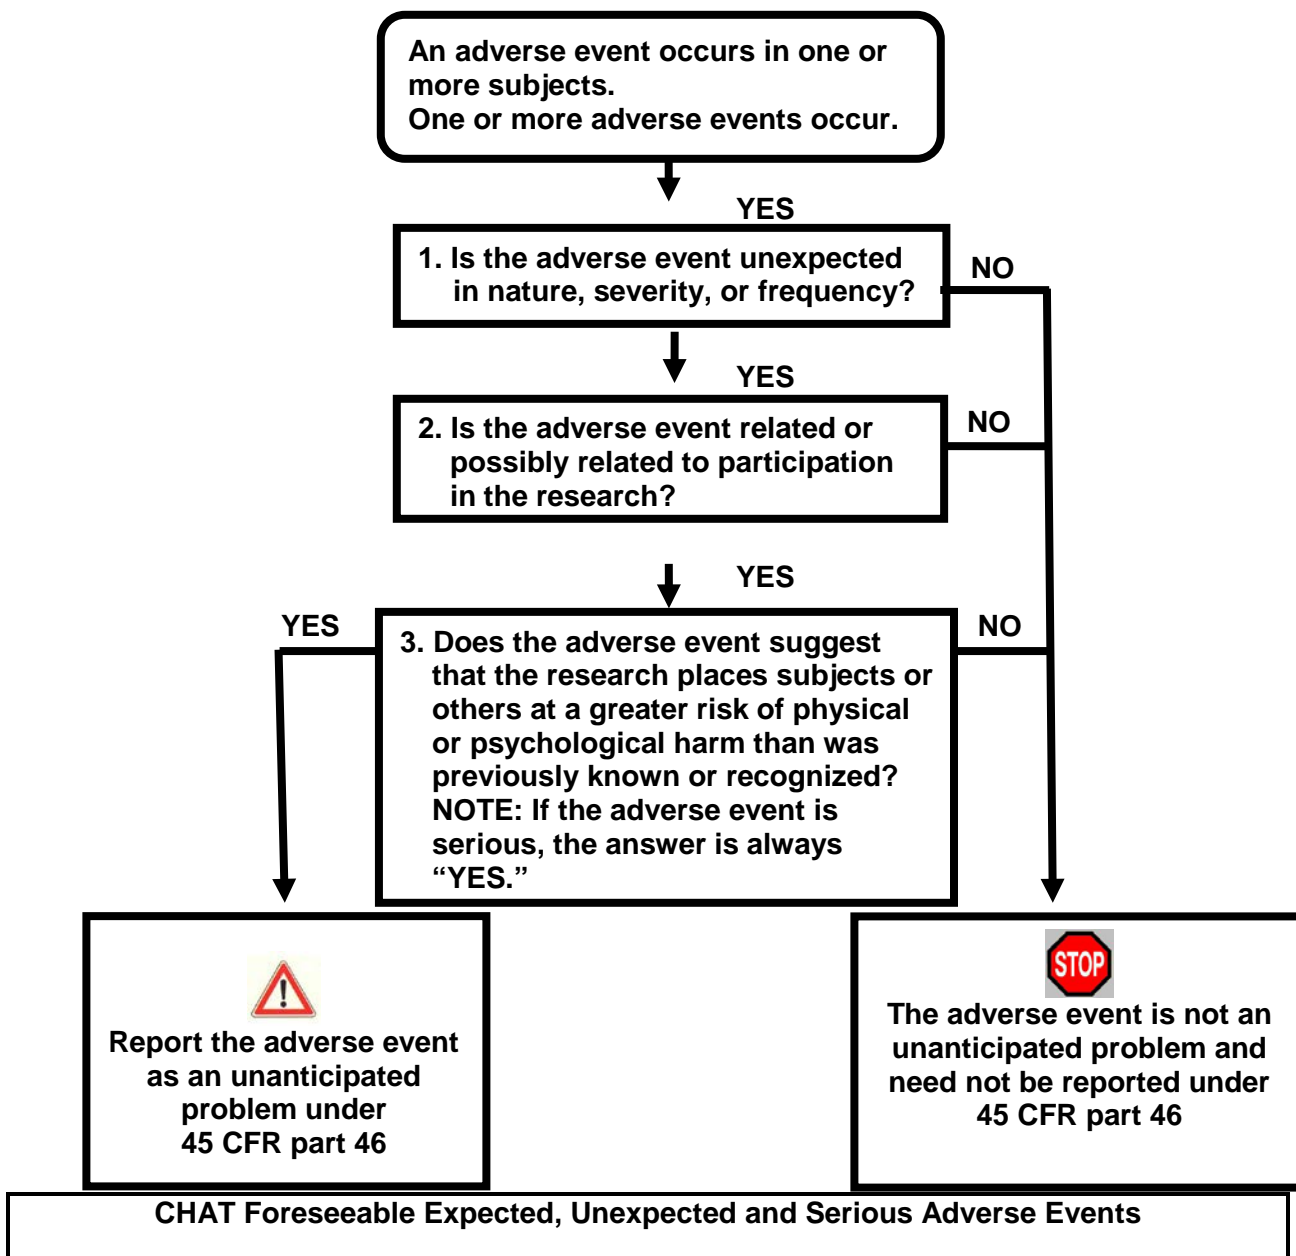 An adverse event occurs in one or
more subjects.
One or more adverse events occur.
YES
1. Is the adverse event unexpected
in nature, severity, or frequency?
NO
YES
2. Is the adverse event related or
possibly related to participation
in the research?
NO
YES
YES
3. Does the adverse event suggest
that the research places subjects or
others at a greater risk of physical
or psychological harm than was
previously known or recognized?
NOTE: If the adverse event is
serious, the answer is always
“YES.”
NO
!
Report the adverse event
as an unanticipated
problem under
45 CFR part 46
STOP
The adverse event is not an
unanticipated problem and
need not be reported under
45 CFR part 46
CHAT Foreseeable Expected, Unexpected and Serious Adverse Events